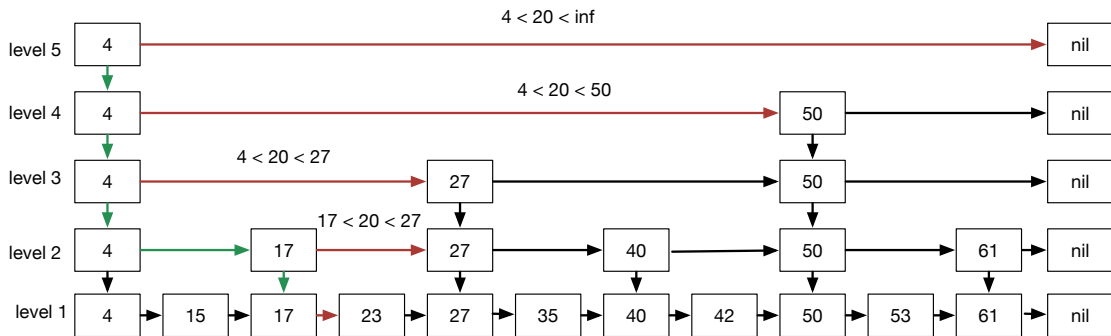 4 < 20 < inf
level 5 4 nil
4 < 20 < 50
level 4 4 50 nil
4 < 20 < 27
level 3 4 27 50 nil
17 < 20 < 27
level 2 4 17 27 40 50 61 nil
level 1 4 15 17 23 27 35 40 42 50 53 61 nil